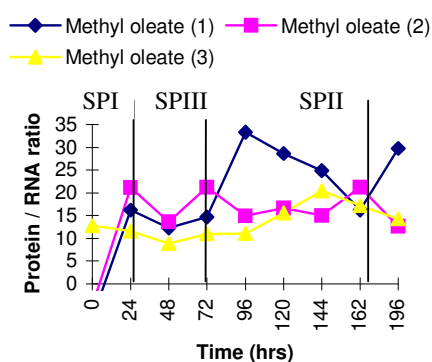 Methyl oleate (1) Methyl oleate (2)
Methyl oleate (3)
SPI SPIII SPII
35
30
25
20
15
10
5
0
0 24 48 72 96 120 144 162 196
Protein / RNA ratio
Time (hrs)